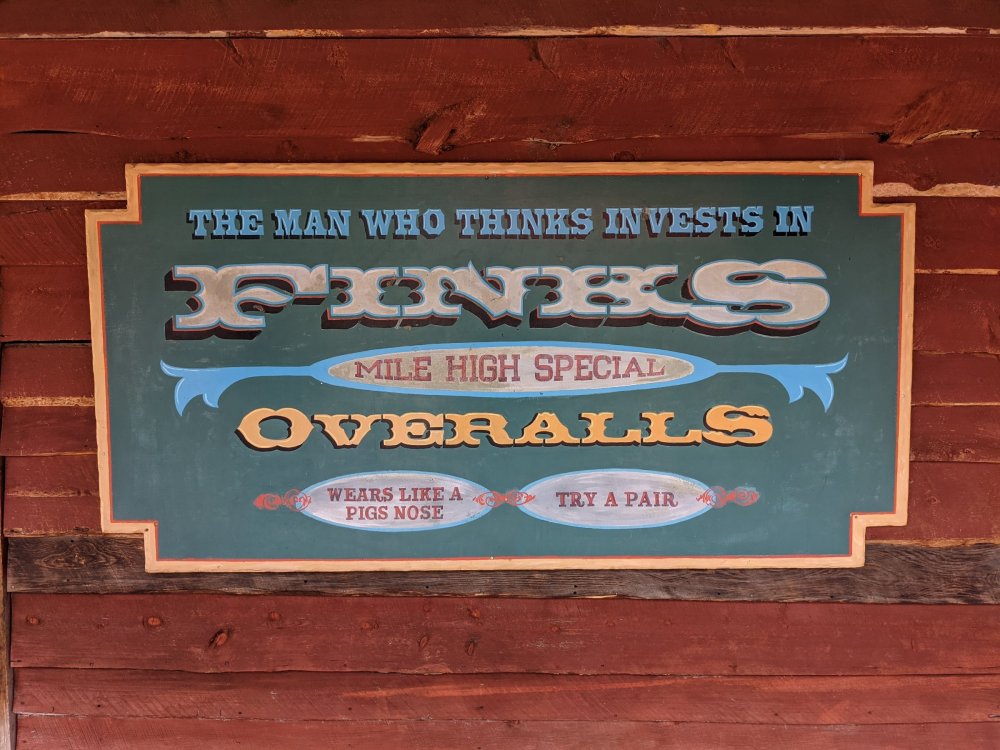 THE MAN WHO THINKS INVESTS IN
FINKS
MILE HIGH SPECIAL
OVERALLS
WEARS LIKE A
PIGS NOSE
TRY A PAIR